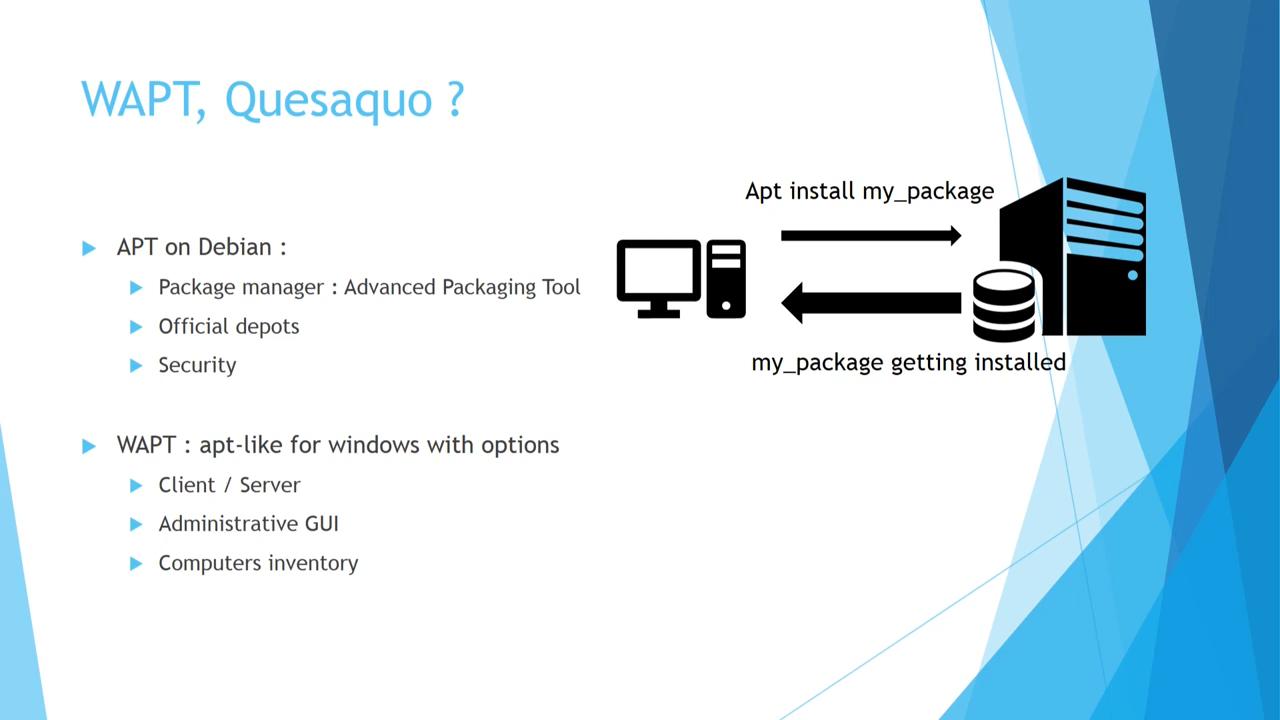 WAPT, Quesaquo ?
APT on Debian :
Package manager : Advanced Packaging Tool
Official depots
Security
WAPT : apt-like for windows with options
Client / Server
Administrative GUI
Computers inventory
Apt install my_package
my_package getting installed